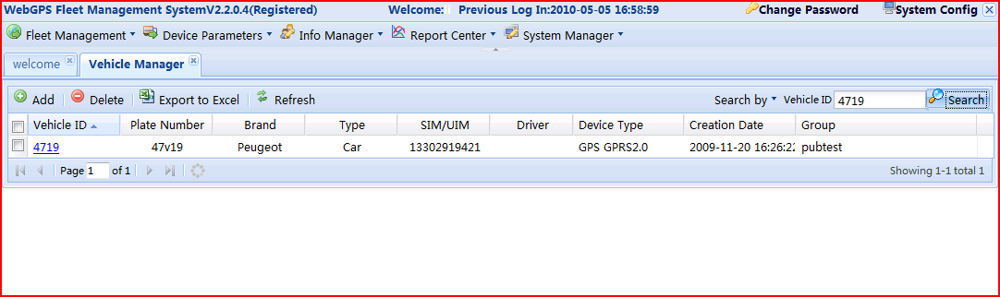 WebGPS Fleet Management SystemV2.2.0.4(Registered) Welcome: Previous Log In:2010-05-05 16:58:59 Change Password System Config
Fleet Management Device Parameters Info Manager Report Center System Manager
welcome Vehicle Manager
Add Delete Export to Excel Refresh Search by Vehicle ID 4719 Search
Vehicle ID Plate Number Brand Type SIM/UIM Driver Device Type Creation Date Group
4719 47v19 Peugeot Car 13302919421 GPS GPRS2.0 2009-11-20 16:26:22 pubtest
Page 1 of 1 Showing 1-1 total 1